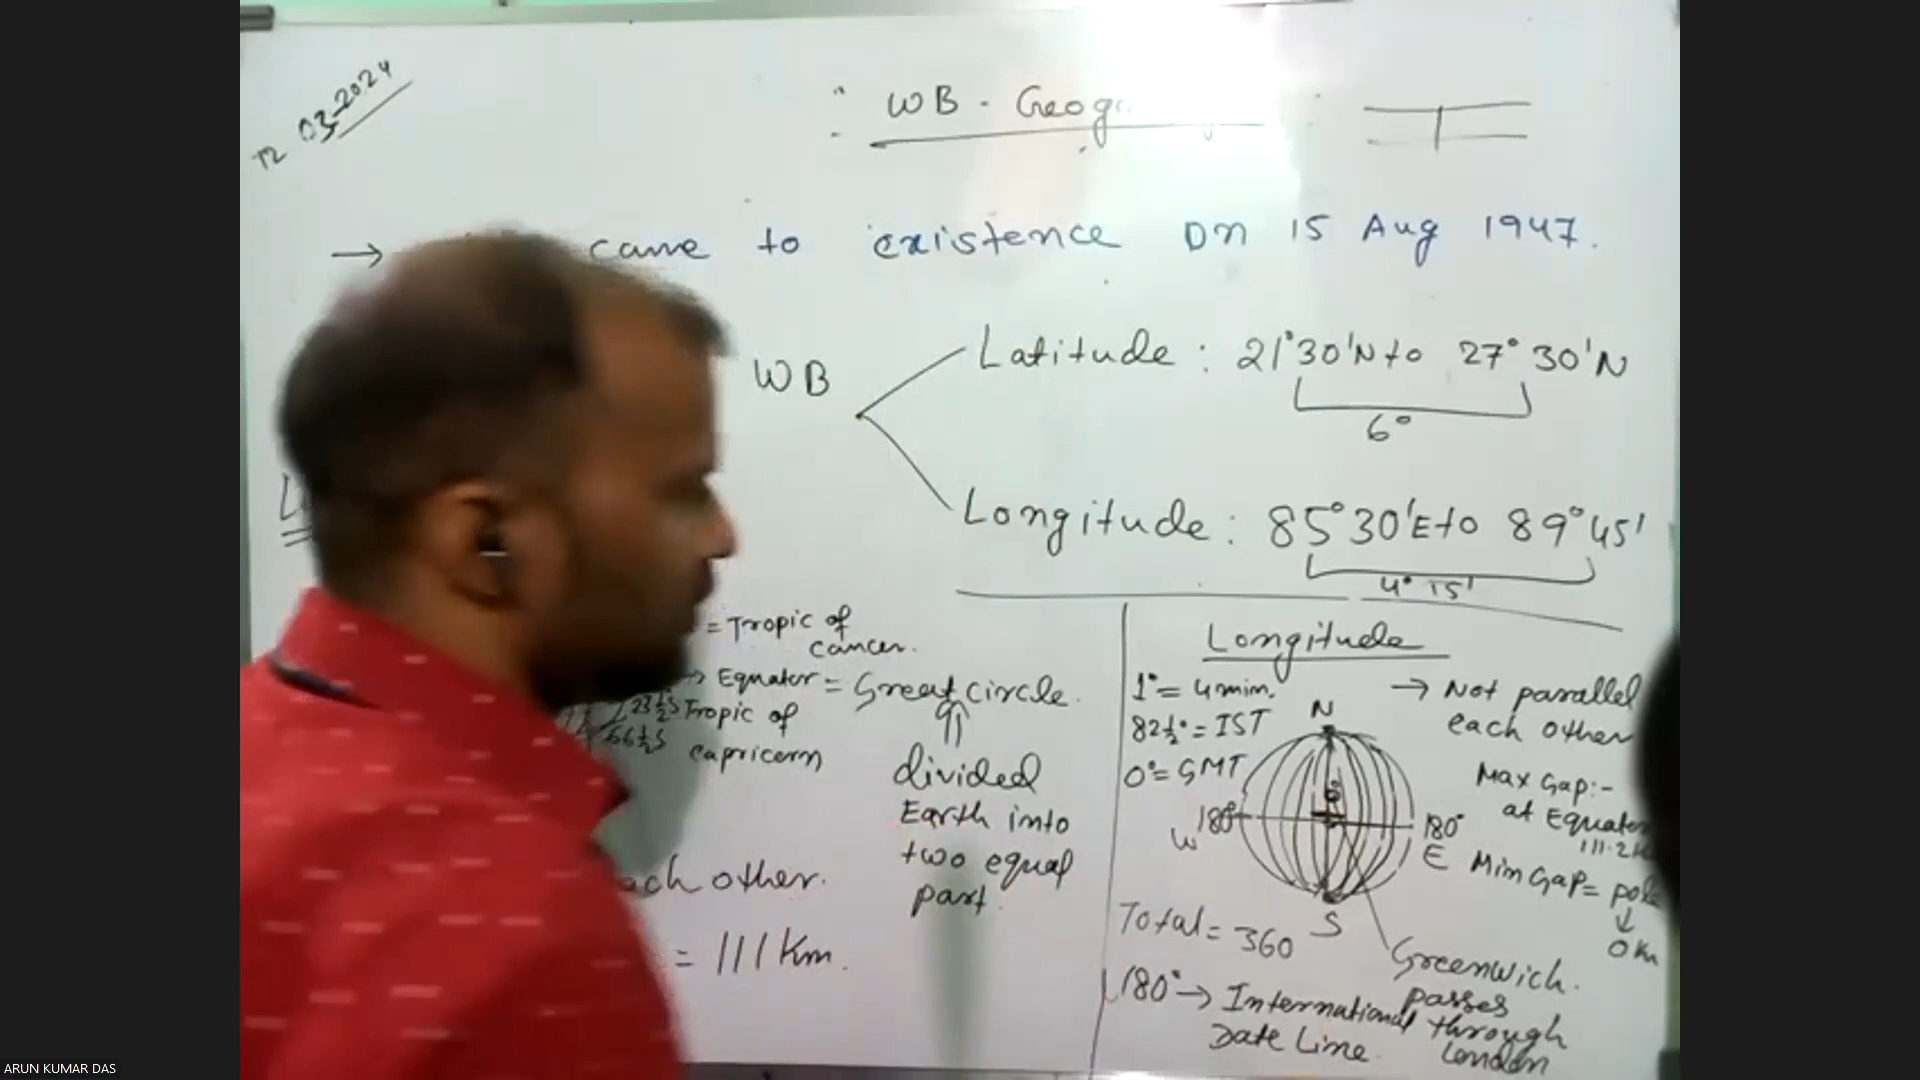 03-2024
WB - Geog
→ came to existence on 15 Aug 1947.
WB
Latitude : 21°30'N to 27°30'N
6°
Longitude : 85°30'E to 89°45'
4° 15'
= Tropic of
cancer.
→ Equator = Great circle.
23½S Tropic of
66½S capricorn
divided
Earth into
two equal
part.
each other.
= 111 Km.
Longitude
1° = 4 min.
82½° = IST
0° = GMT
N
180°
W
180°
E
S
→ Not parallel
each other
Max Gap:-
at Equator
111.2
Min Gap = pole
↓
0 Km
Total = 360
Greenwich.
passes
through
London
180° → International
Date Line.
ARUN KUMAR DAS